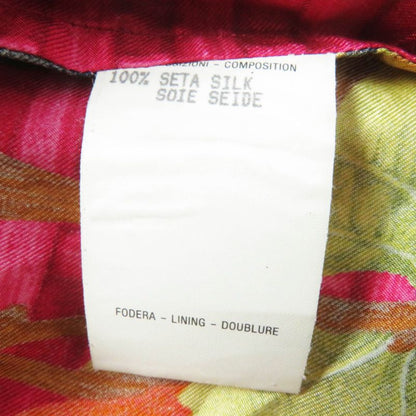 - COMPOSITION
100% SETA SILK
SOIE SEIDE
FODERA - LINING - DOUBLURE